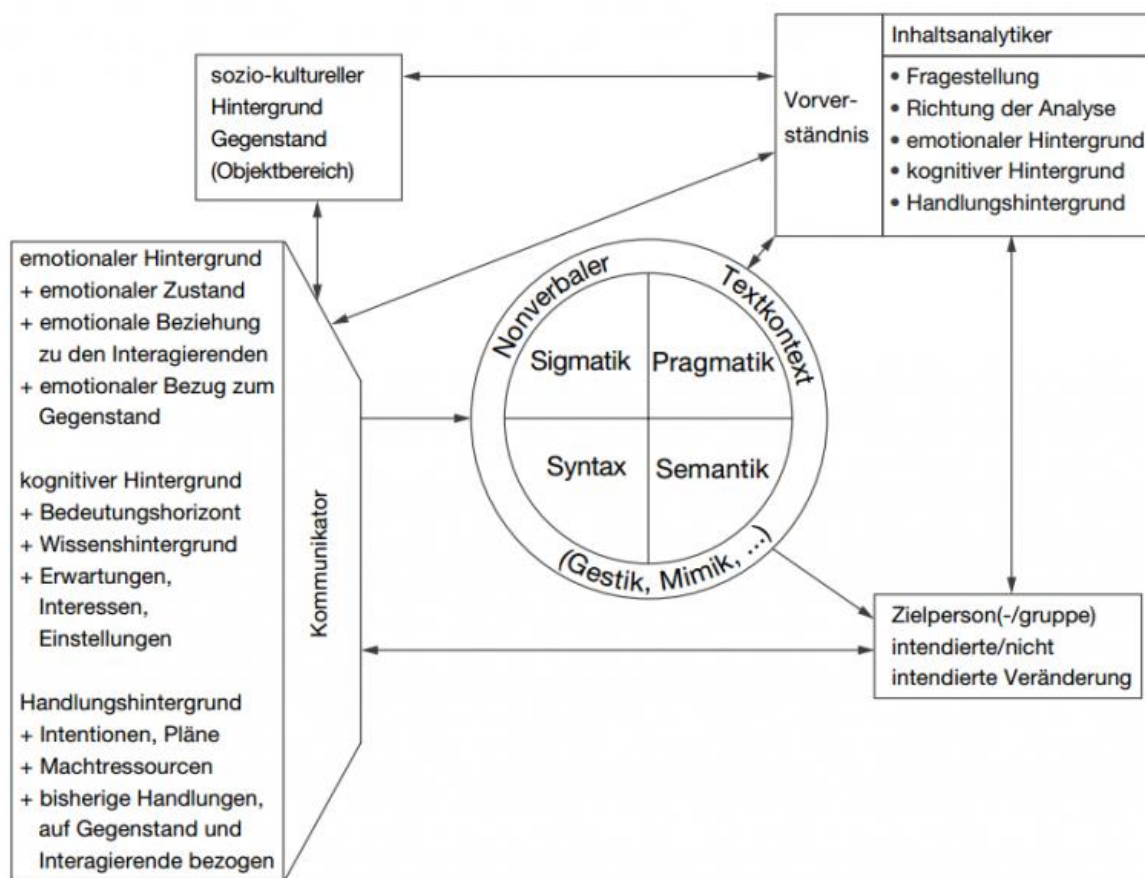 sozio-kultureller
Hintergrund
Gegenstand
(Objektbereich)
Vorver-
ständnis
Inhaltsanalytiker
• Fragestellung
• Richtung der Analyse
• emotionaler Hintergrund
• kognitiver Hintergrund
• Handlungshintergrund
emotionaler Hintergrund
+ emotionaler Zustand
+ emotionale Beziehung
zu den Interagierenden
+ emotionaler Bezug zum
Gegenstand
kognitiver Hintergrund
+ Bedeutungshorizont
+ Wissenshintergrund
+ Erwartungen,
Interessen,
Einstellungen
Handlungshintergrund
+ Intentionen, Pläne
+ Machtressourcen
+ bisherige Handlungen,
auf Gegenstand und
Interagierende bezogen
Kommunikator
Nonverbaler Textkontext
Sigmatik
Pragmatik
Syntax
Semantik
(Gestik, Mimik, ...)
Zielperson(-/gruppe)
intendierte/nicht
intendierte Veränderung